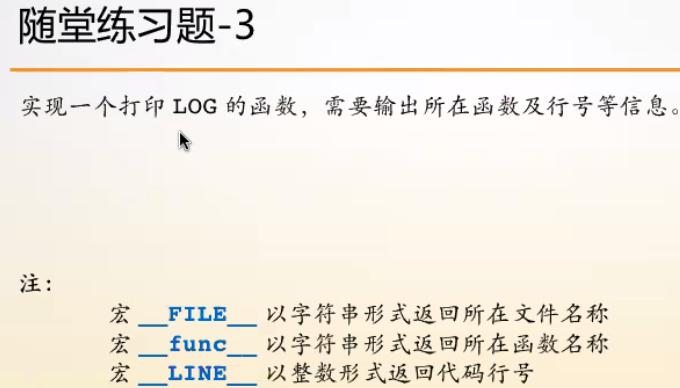 随堂练习题-3
实现一个打印 LOG 的函数，需要输出所在函数及行号等信息。
注：
宏 __FILE__ 以字符串形式返回所在文件名称
宏 __func__ 以字符串形式返回所在函数名称
宏 __LINE__ 以整数形式返回代码行号